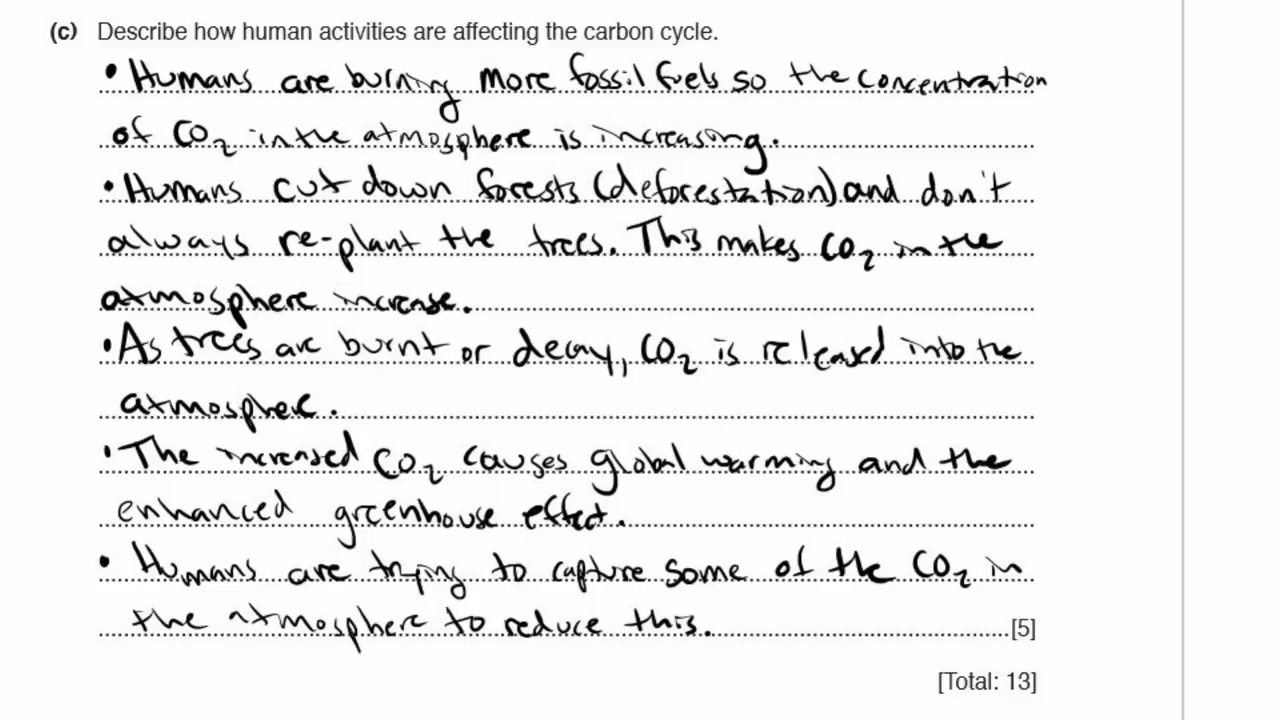 (c) Describe how human activities are affecting the carbon cycle.
• Humans are burning more fossil fuels so the concentration
of CO₂ in the atmosphere is increasing.
• Humans cut down forests (deforestation) and don't
always re-plant the trees. This makes CO₂ in the
atmosphere increase.
• As trees are burnt or decay, CO₂ is released into the
atmosphere.
• The increased CO₂ causes global warming and the
enhanced greenhouse effect.
• Humans are trying to capture some of the CO₂ in
the atmosphere to reduce this. [5]
[Total: 13]